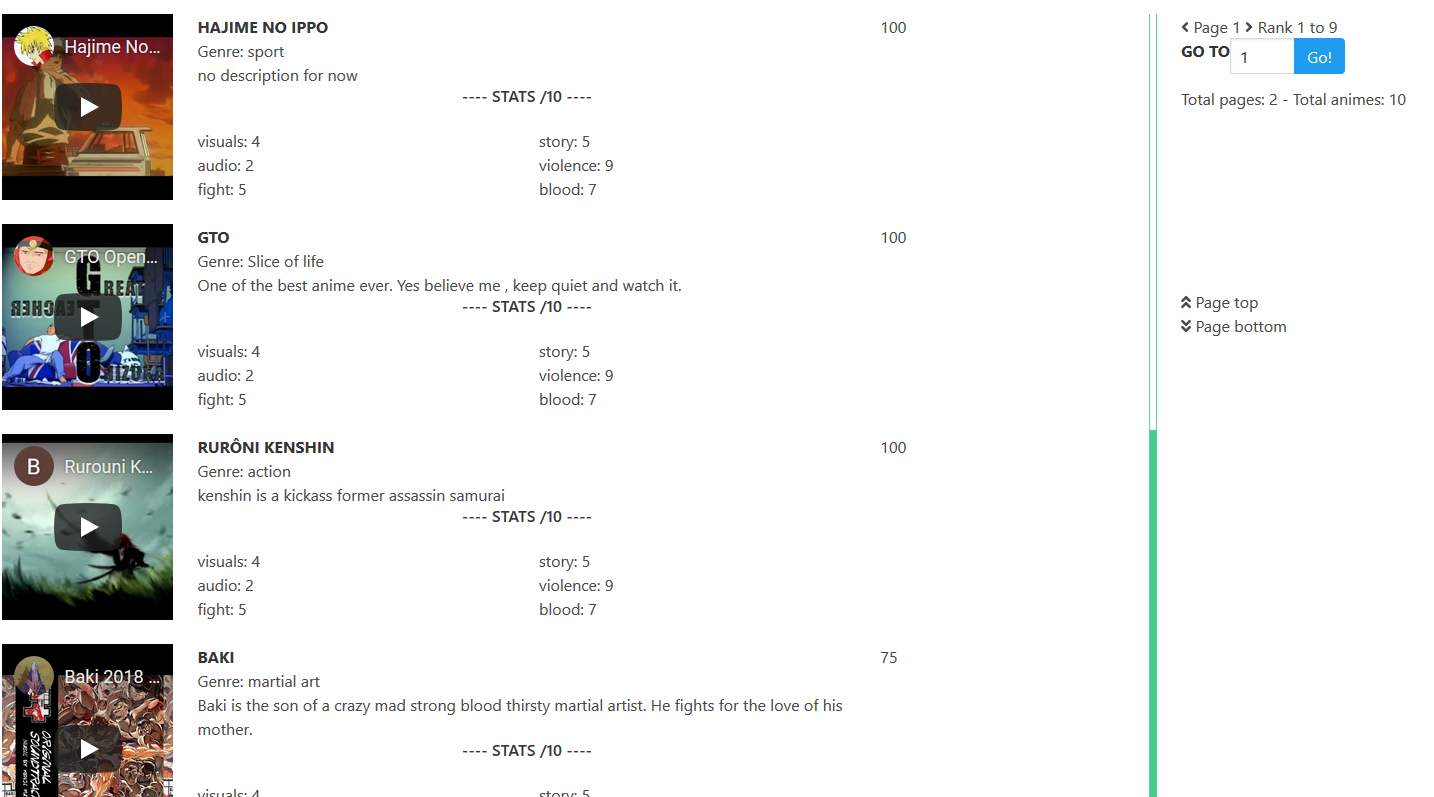 HAJIME NO IPPO
100
Genre: sport
no description for now
---- STATS /10 ----
visuals: 4
story: 5
audio: 2
violence: 9
fight: 5
blood: 7
Hajime No...
GTO
100
Genre: Slice of life
One of the best anime ever. Yes believe me , keep quiet and watch it.
---- STATS /10 ----
visuals: 4
story: 5
audio: 2
violence: 9
fight: 5
blood: 7
GTO Open...
GREAT
TEACHER
ONIZUKA
RURÔNI KENSHIN
100
Genre: action
kenshin is a kickass former assassin samurai
---- STATS /10 ----
visuals: 4
story: 5
audio: 2
violence: 9
fight: 5
blood: 7
B
Rurouni K...
BAKI
75
Genre: martial art
Baki is the son of a crazy mad strong blood thirsty martial artist. He fights for the love of his
mother.
---- STATS /10 ----
visuals: 4
story: 5
Baki 2018 ...
ORIGINAL
SOUNDTRAC
Page 1
Rank 1 to 9
GO TO
1
Go!
Total pages: 2 - Total animes: 10
Page top
Page bottom